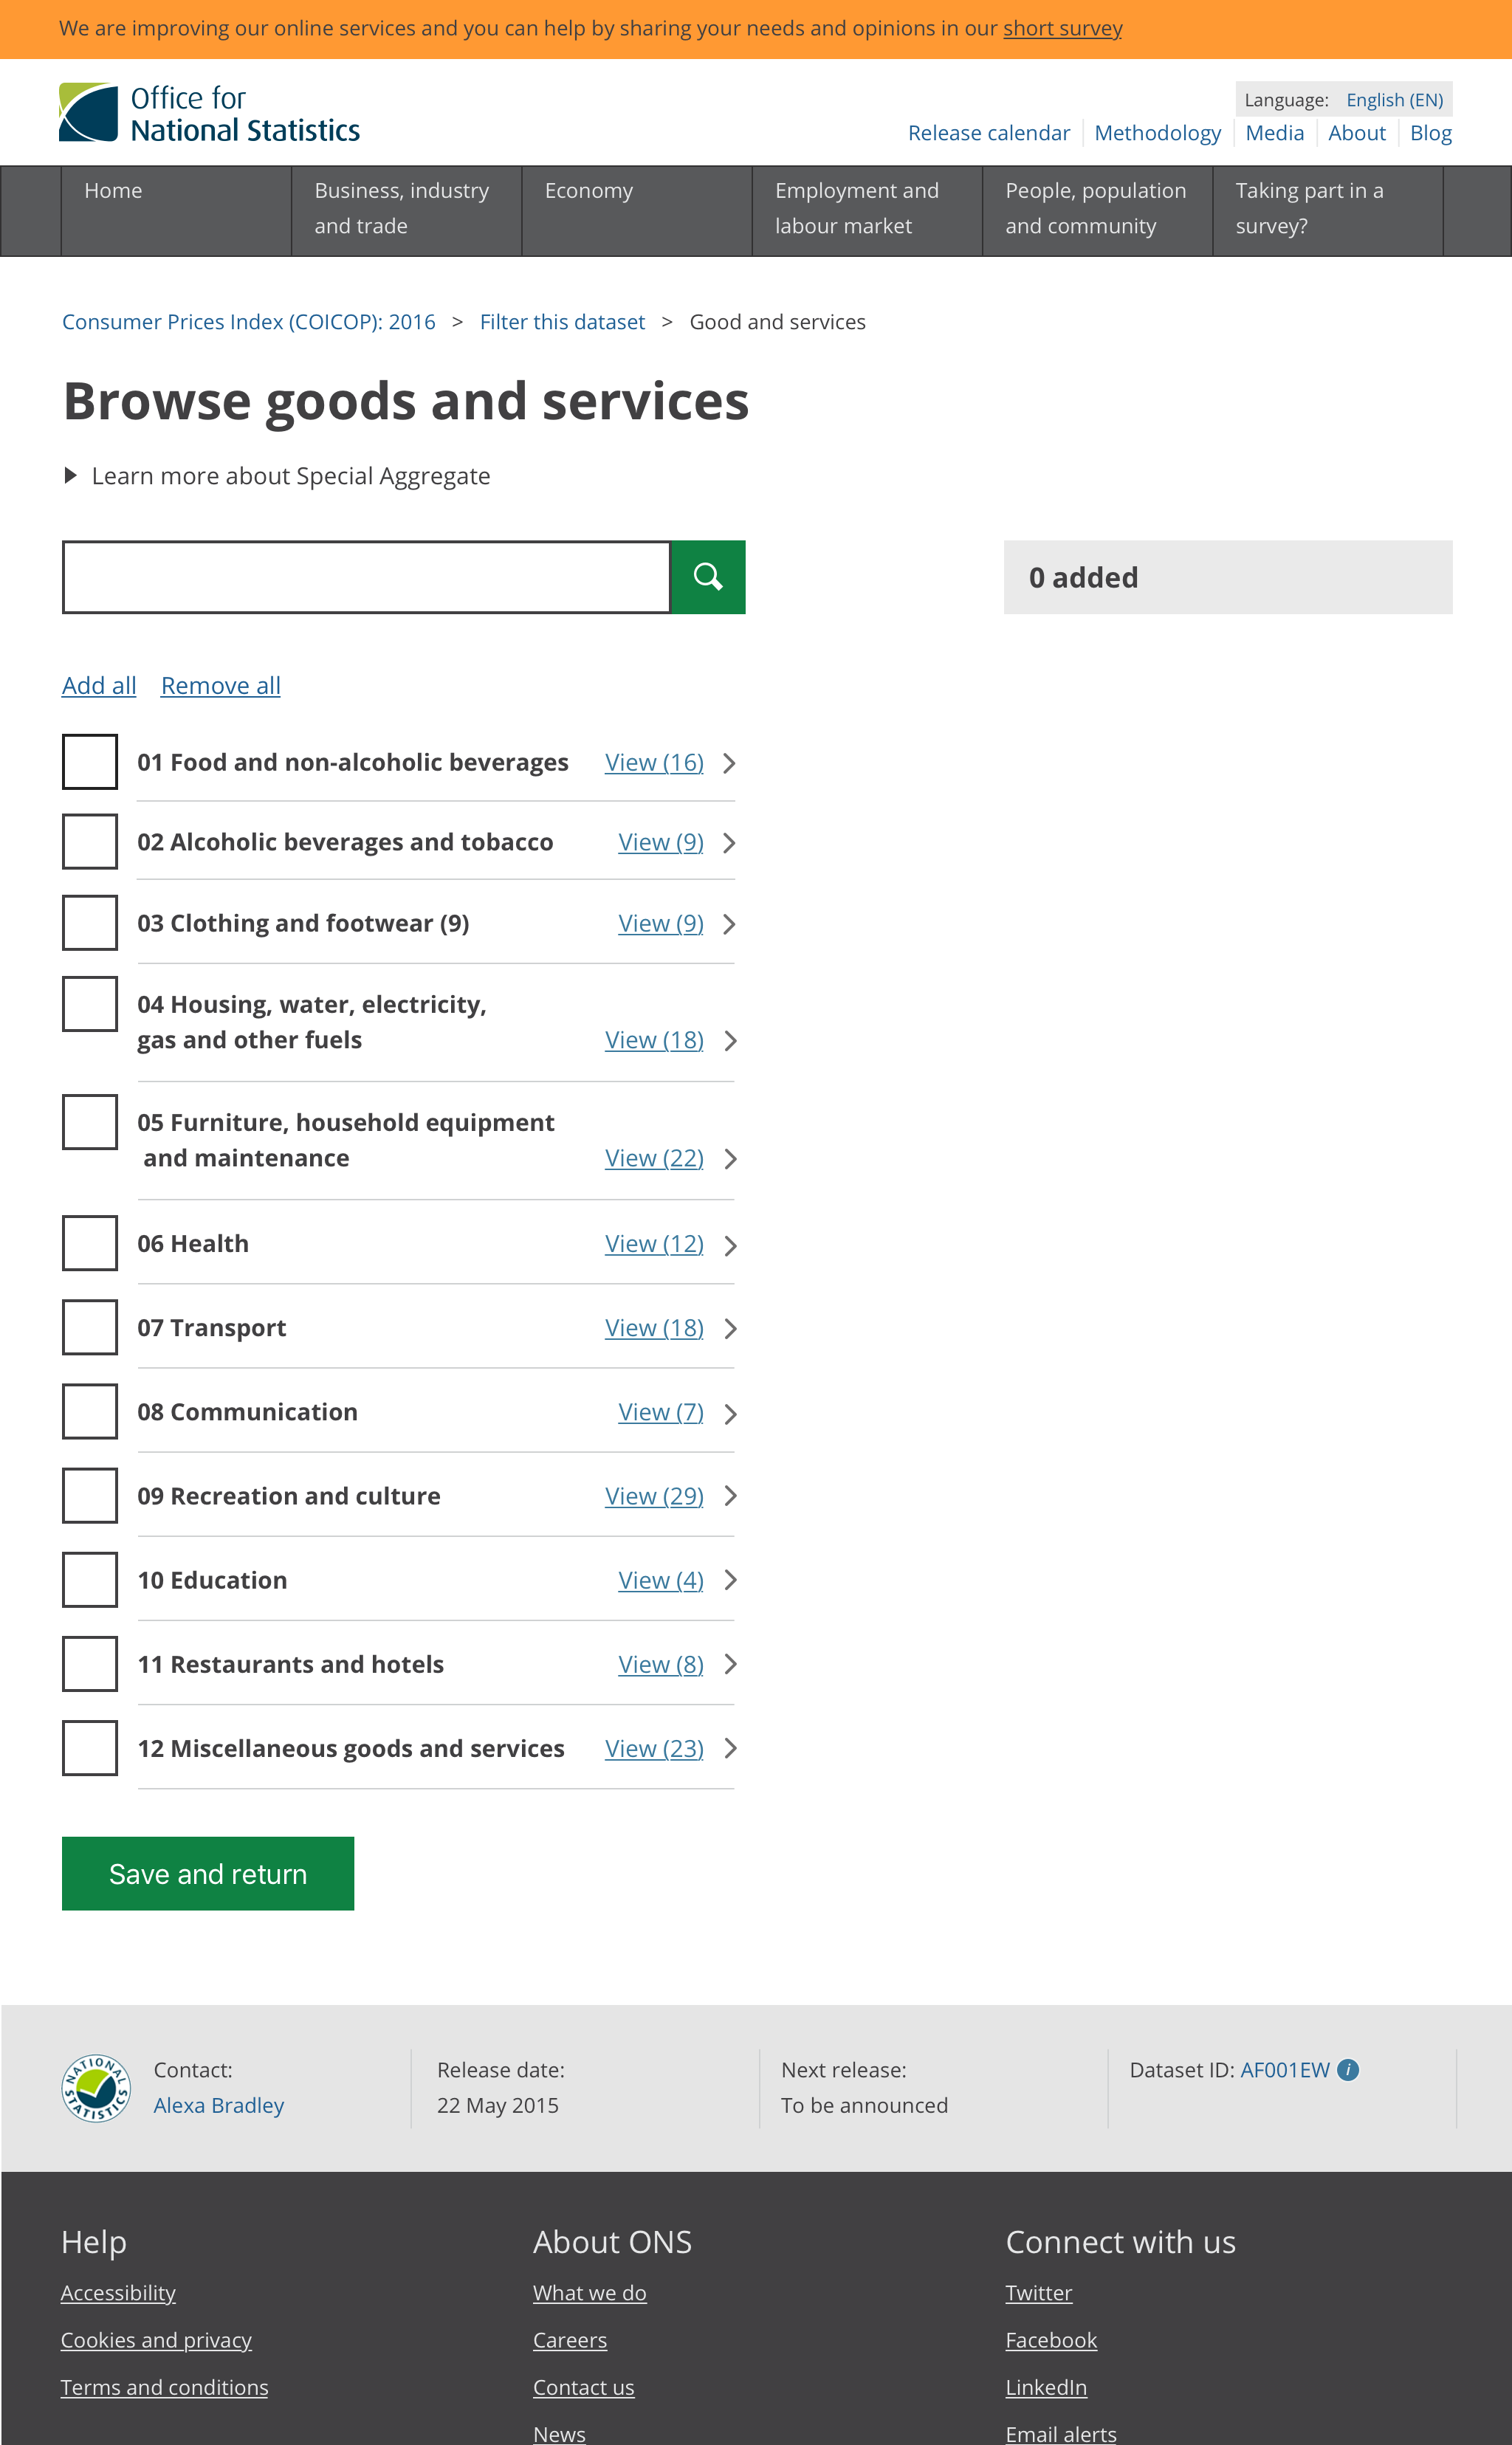 We are improving our online services and you can help by sharing your needs and opinions in our short survey
Office for
National Statistics
Language: English (EN)
Release calendar Methodology Media About Blog
Home
Business, industry
and trade
Economy
Employment and
labour market
People, population
and community
Taking part in a
survey?
Consumer Prices Index (COICOP): 2016 > Filter this dataset > Good and services
Browse goods and services
Learn more about Special Aggregate
0 added
Add all Remove all
01 Food and non-alcoholic beverages View (16)
02 Alcoholic beverages and tobacco View (9)
03 Clothing and footwear (9) View (9)
04 Housing, water, electricity,
gas and other fuels View (18)
05 Furniture, household equipment
and maintenance View (22)
06 Health View (12)
07 Transport View (18)
08 Communication View (7)
09 Recreation and culture View (29)
10 Education View (4)
11 Restaurants and hotels View (8)
12 Miscellaneous goods and services View (23)
Save and return
NATIONAL STATISTICS
Contact:
Alexa Bradley
Release date:
22 May 2015
Next release:
To be announced
Dataset ID: AF001EW i
Help
Accessibility
Cookies and privacy
Terms and conditions
About ONS
What we do
Careers
Contact us
News
Connect with us
Twitter
Facebook
LinkedIn
Email alerts